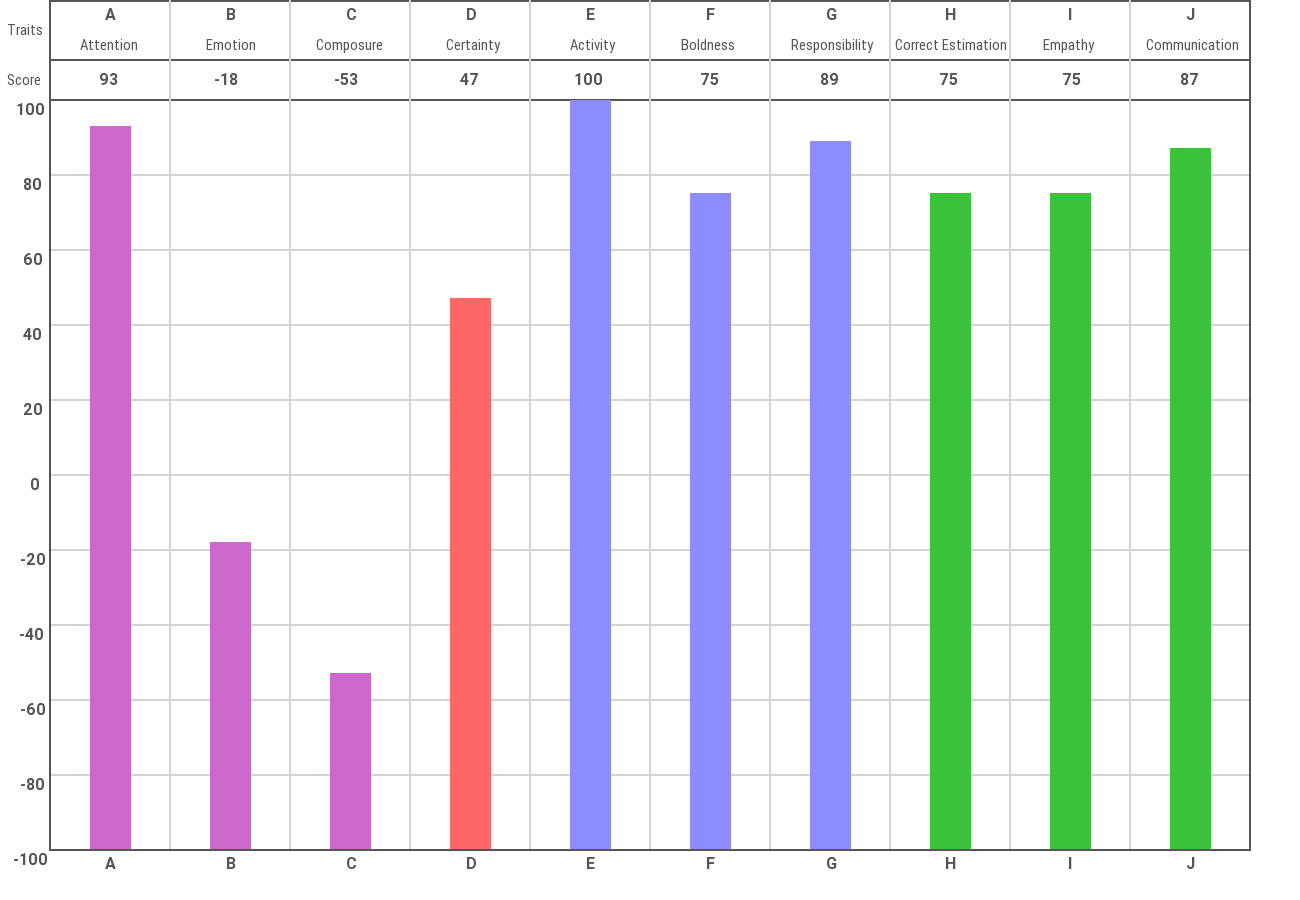 A B C D E F G H I J
Traits
Attention Emotion Composure Certainty Activity Boldness Responsibility Correct Estimation Empathy Communication
Score 93 -18 -53 47 100 75 89 75 75 87
100
80
60
40
20
0
-20
-40
-60
-80
-100
A B C D E F G H I J